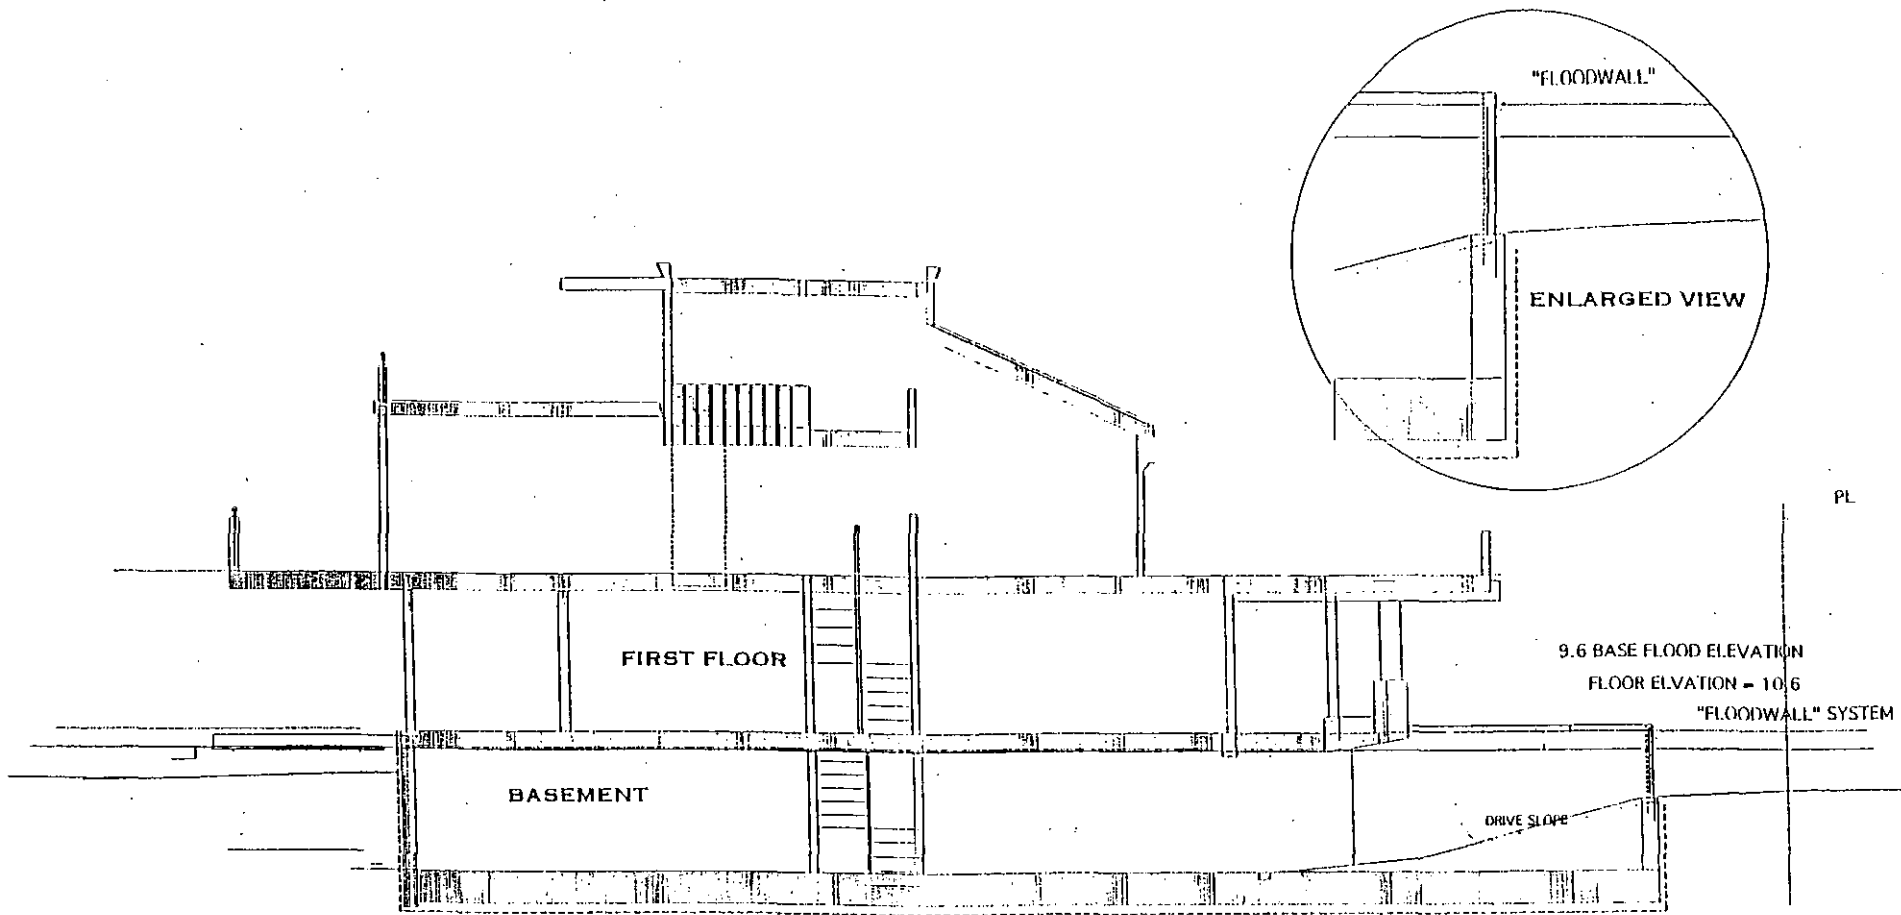 "FLOODWALL"
ENLARGED VIEW
PL
FIRST FLOOR
9.6 BASE FLOOD ELEVATION
FLOOR ELVATION = 10.6
"FLOODWALL" SYSTEM
BASEMENT
DRIVE SLOPE